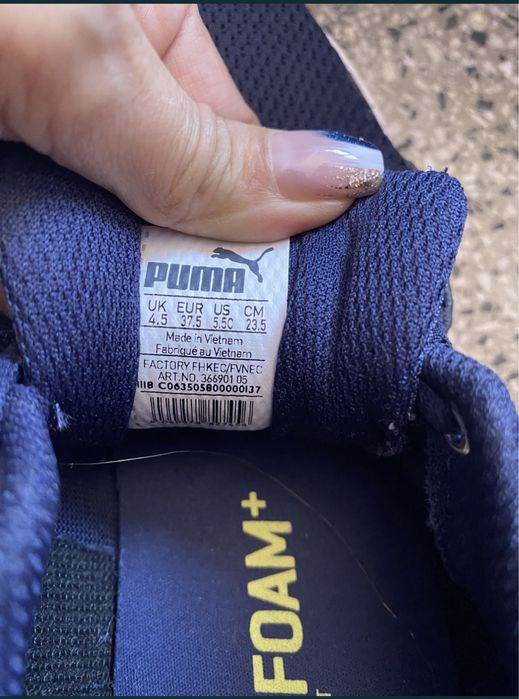 PUMA
UK EUR US CM
4.5 37.5 5.5C 23.5
Made in Vietnam
Fabriqué au Vietnam
FACTORY FHKEC/FVNEC
ART.NO. 366901 05
1118 C063505800000137
FOAM+